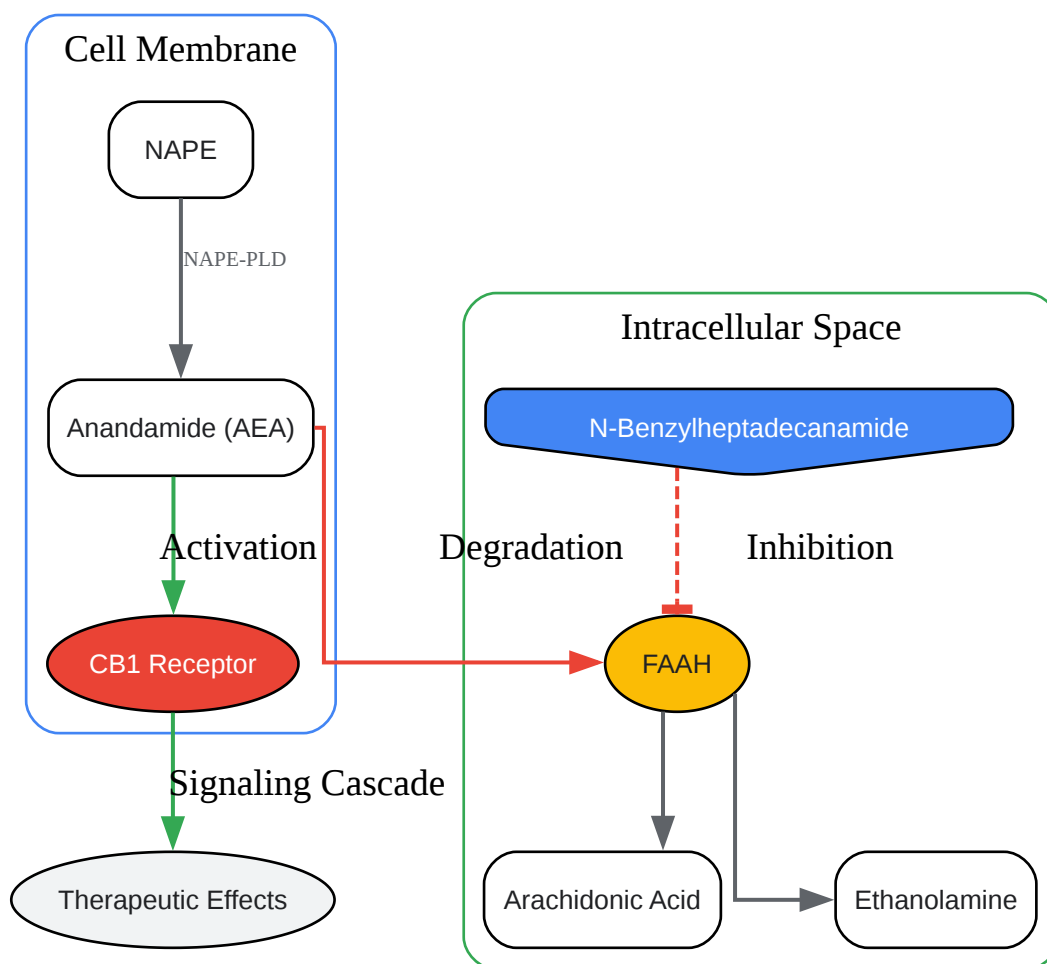 Cell Membrane
NAPE
NAPE-PLD
Intracellular Space
Anandamide (AEA)
N-Benzylheptadecanamide
Activation
Degradation
Inhibition
CB1 Receptor
FAAH
Signaling Cascade
Therapeutic Effects
Arachidonic Acid
Ethanolamine